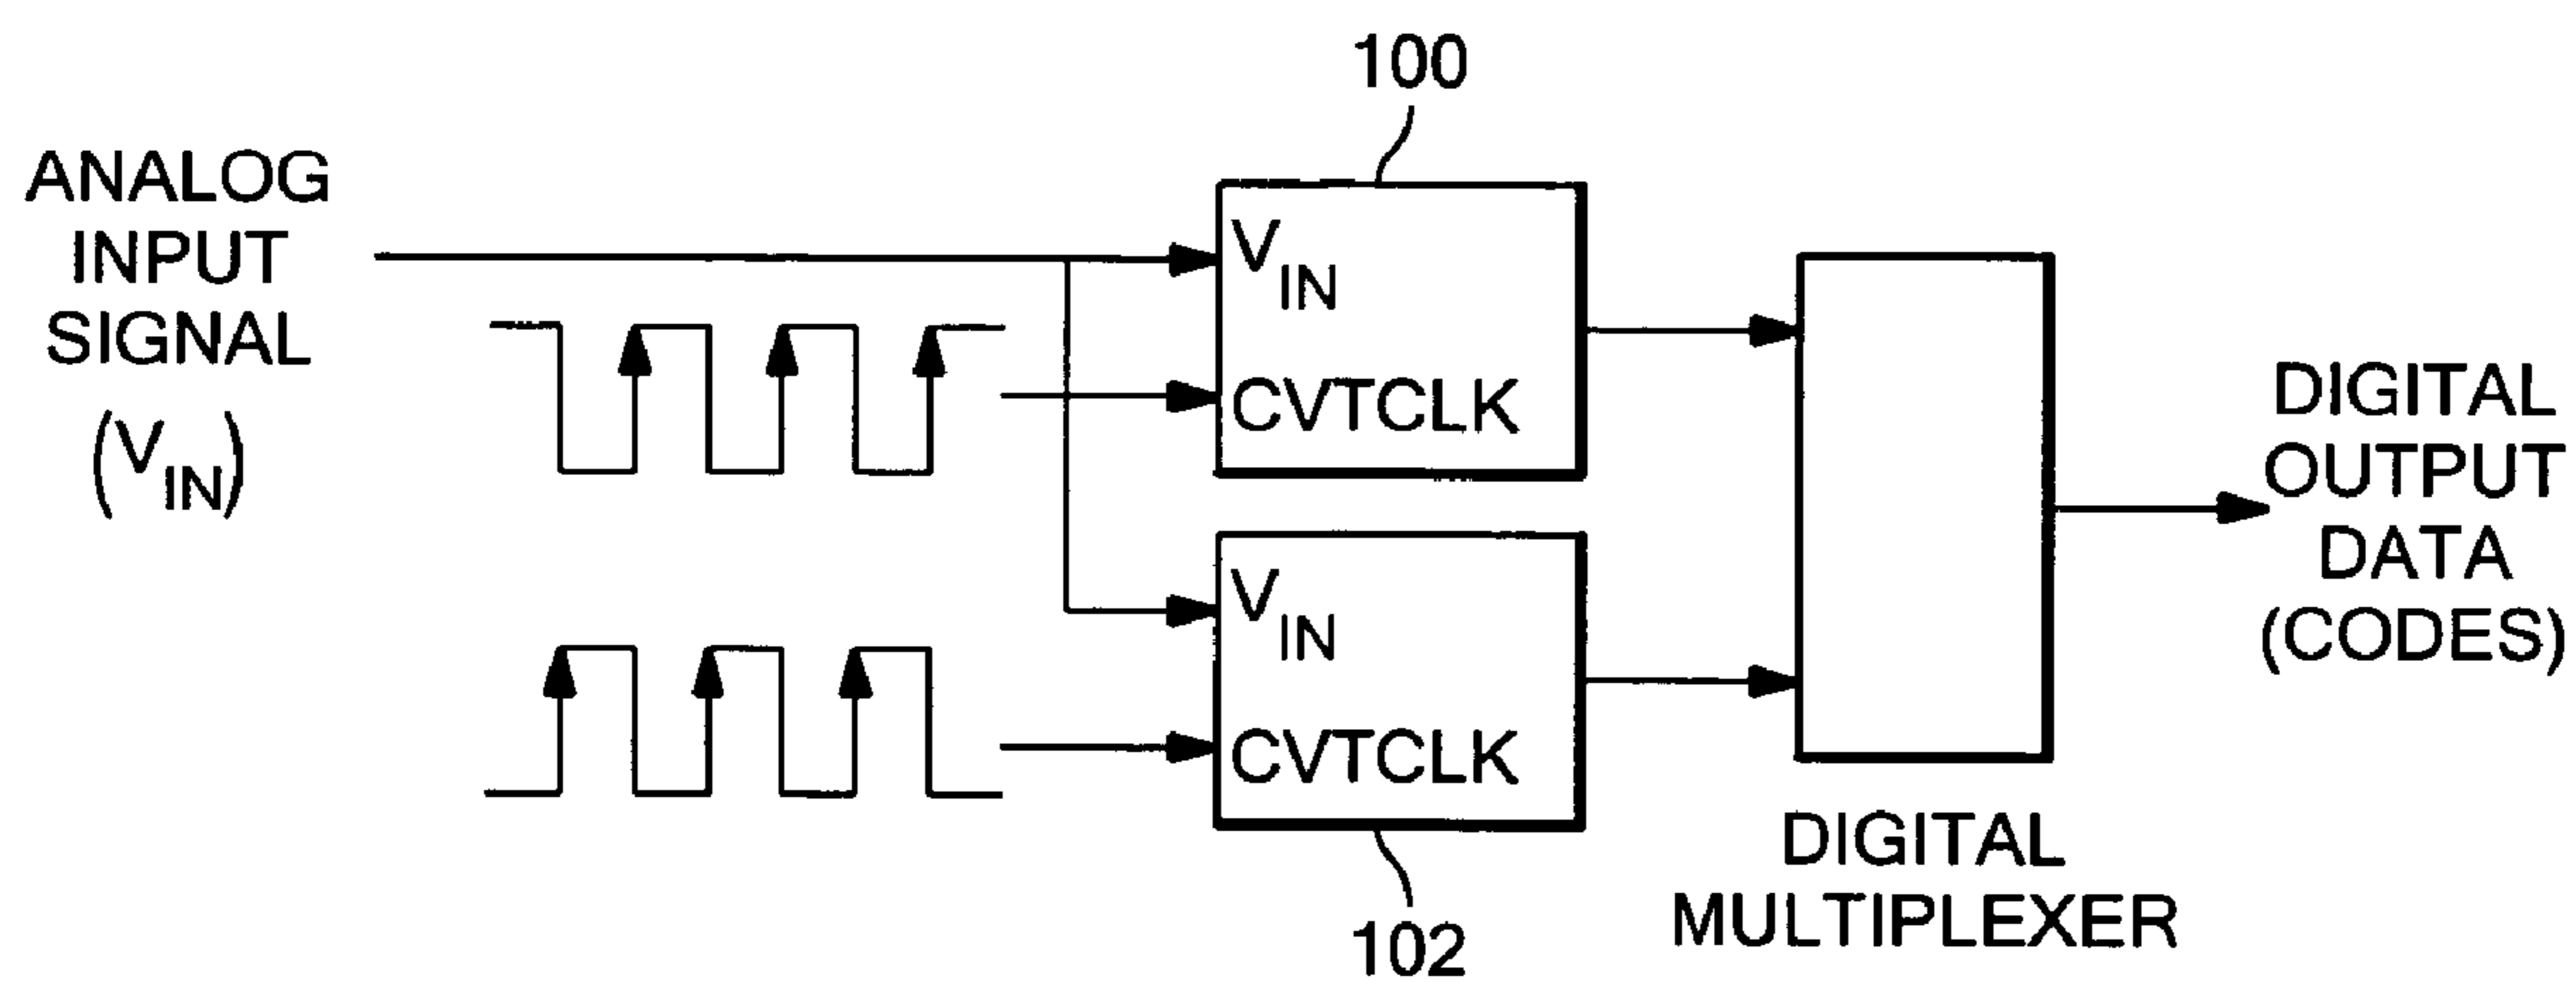 100
ANALOG
INPUT
SIGNAL
(VIN)
VIN
CVTCLK
VIN
CVTCLK
102
DIGITAL
MULTIPLEXER
DIGITAL
OUTPUT
DATA
(CODES)